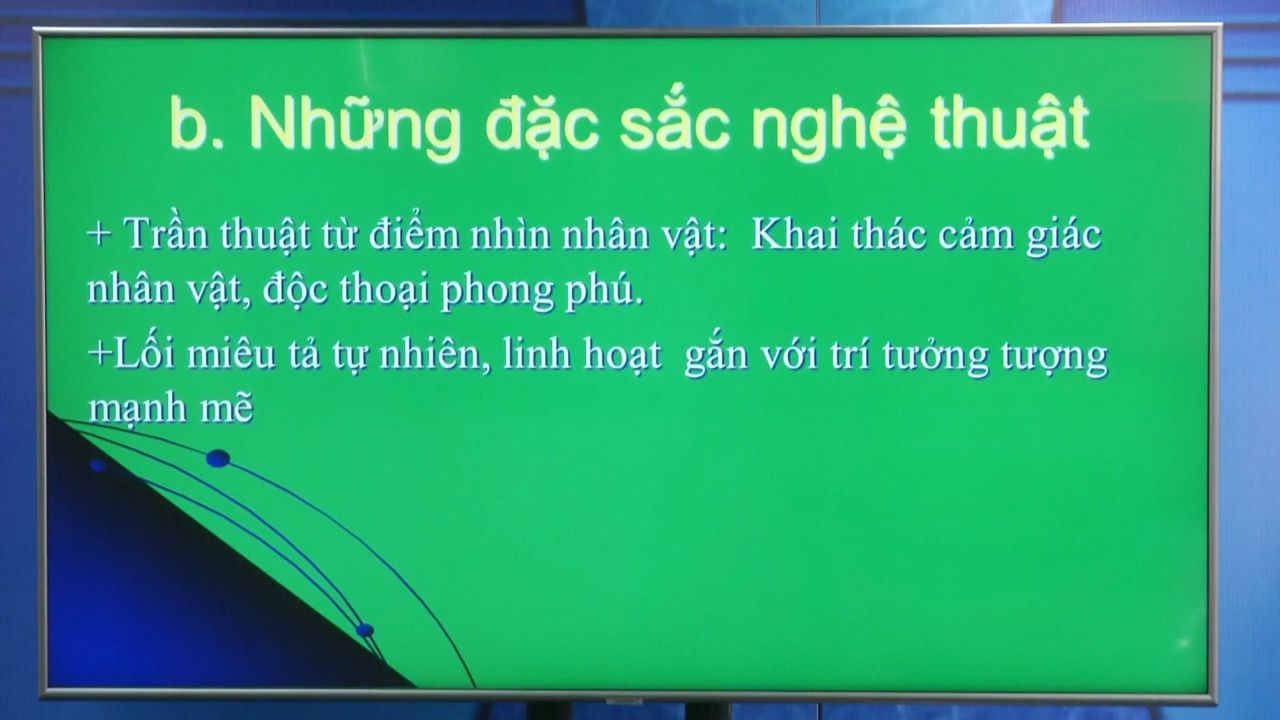 b. Những đặc sắc nghệ thuật
+ Trần thuật từ điểm nhìn nhân vật: Khai thác cảm giác
nhân vật, độc thoại phong phú.
+Lối miêu tả tự nhiên, linh hoạt gắn với trí tưởng tượng
mạnh mẽ